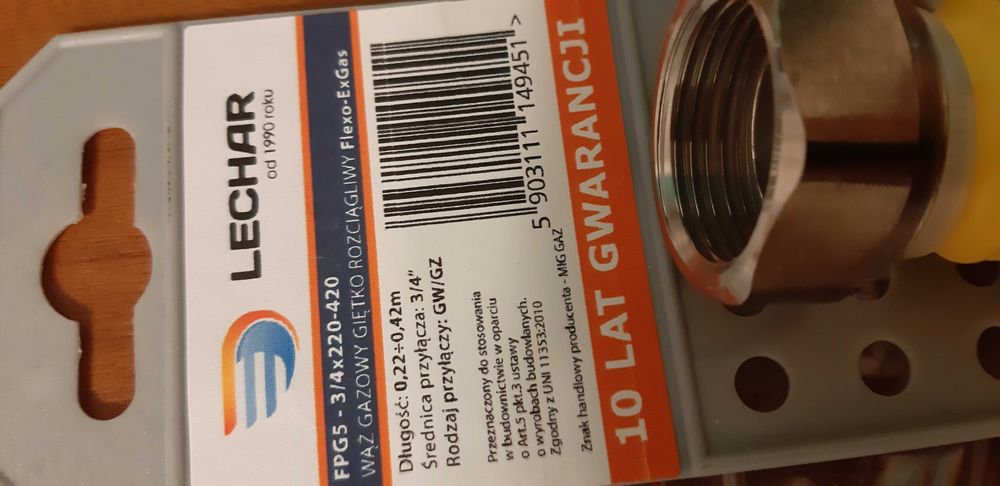 LECHAR
od 1990 roku
FPG5 - 3/4x220-420
WĄŻ GAZOWY GIĘTKO ROZCIĄGLIWY Flexo-ExGas
Długość: 0,22÷0,42m
Średnica przyłącza: 3/4"
Rodzaj przyłączy: GW/GZ
Przeznaczony do stosowania
w budownictwie w oparciu
o Art.5 pkt.3 ustawy
o wyrobach budowlanych.
Zgodny z UNI 11353:2010
Znak handlowy producenta - MIG GAZ
5 903111 149451 >
10 LAT GWARANCJI